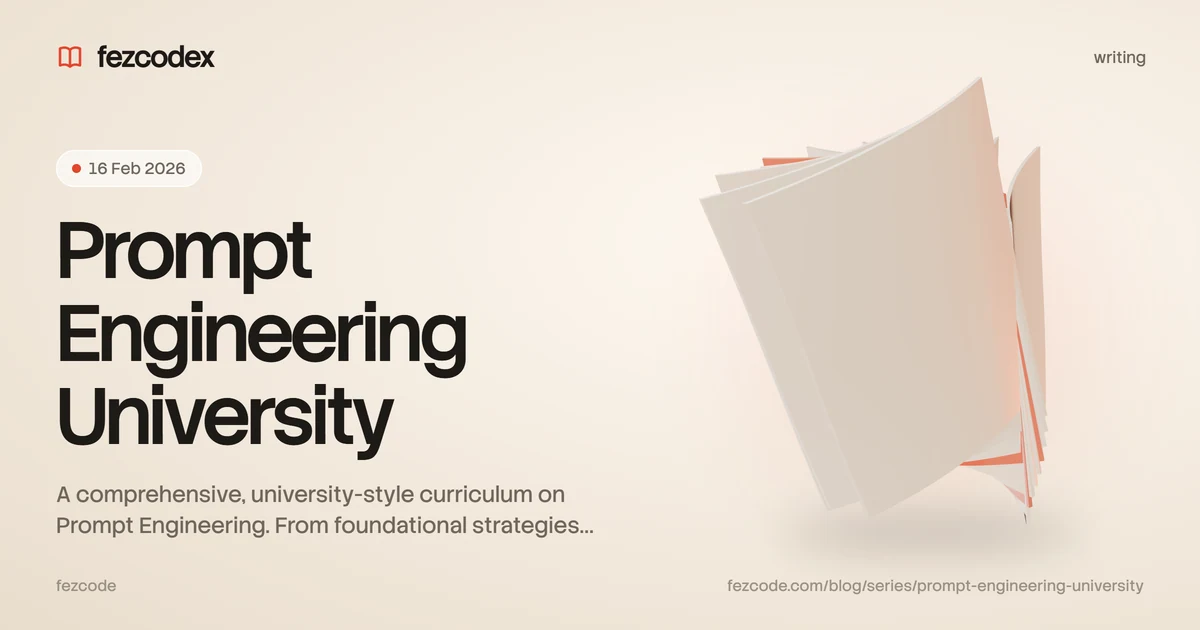 fezcodex
writing
16 Feb 2026
Prompt
Engineering
University
A comprehensive, university-style curriculum on
Prompt Engineering. From foundational strategies...
fezcode
fezcode.com/blog/series/prompt-engineering-university